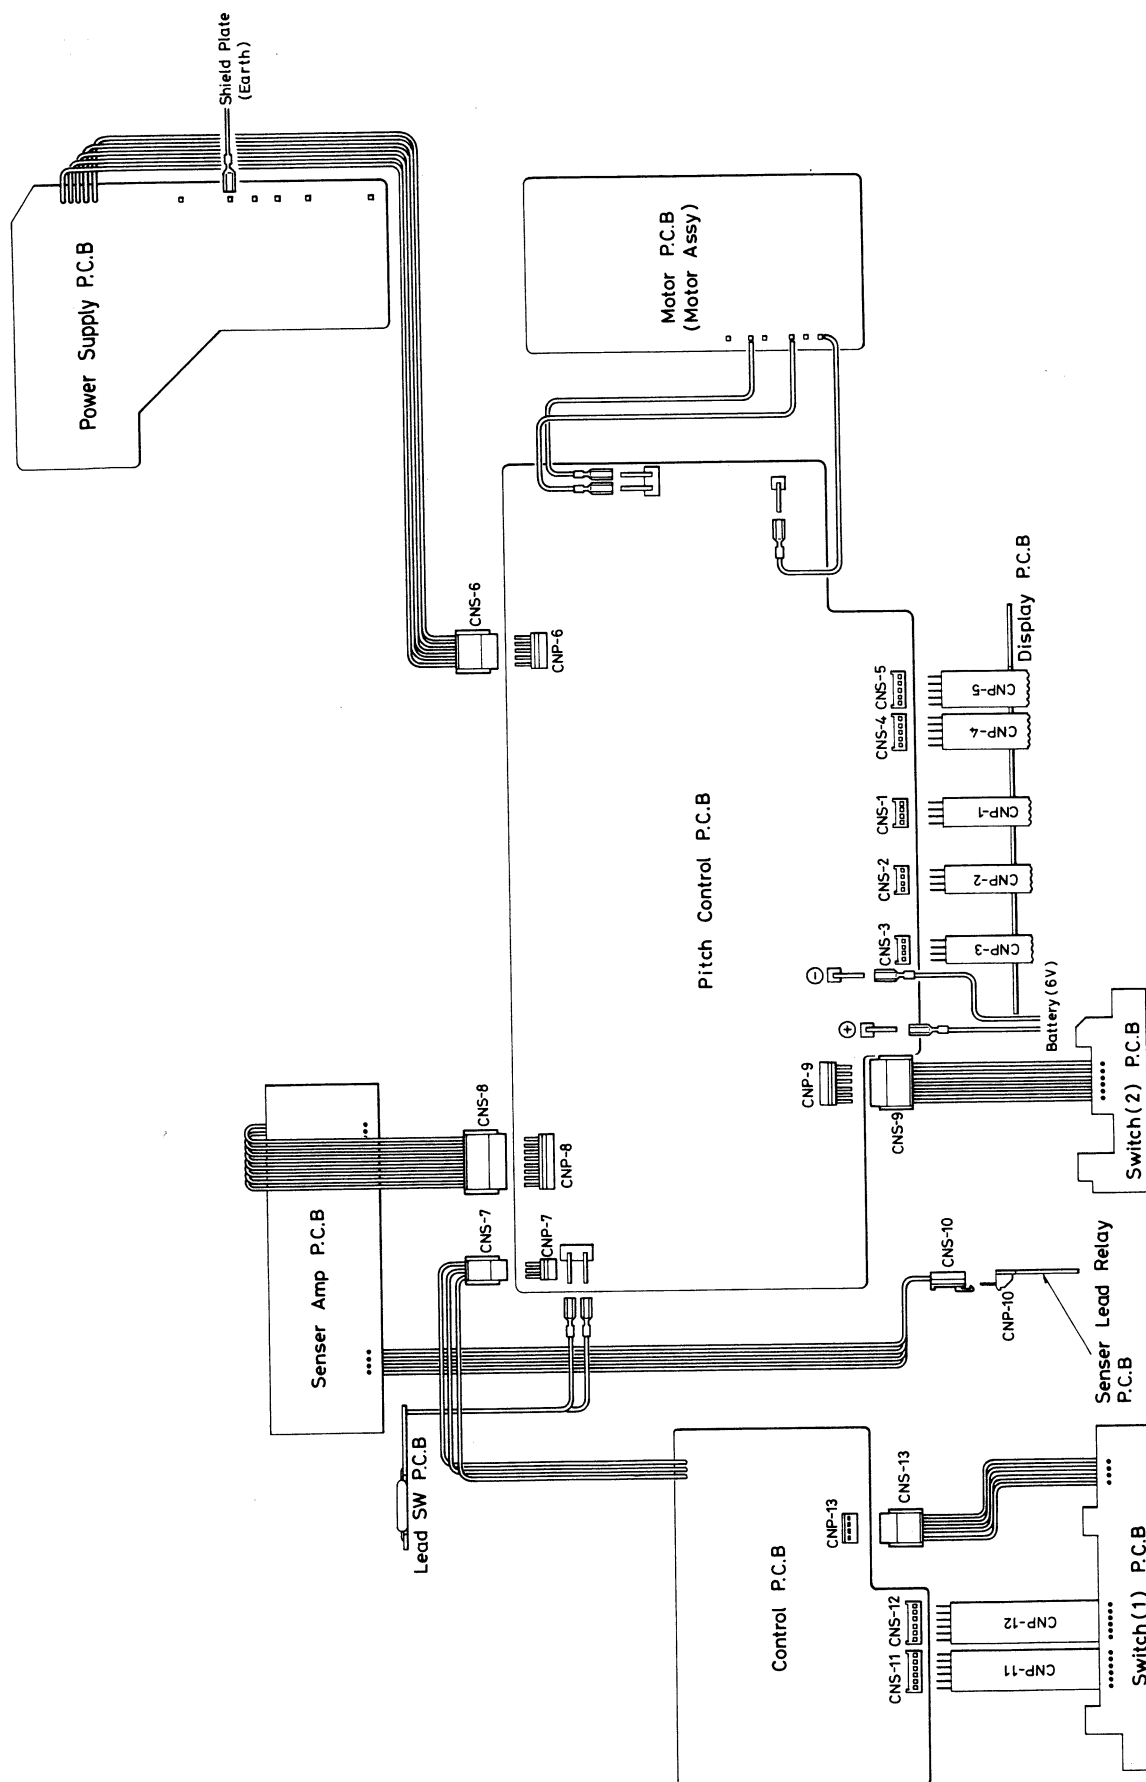 Shield Plate
(Earth)
Power Supply P.C.B
Motor P.C.B
(Motor Assy)
CNS-6
CNP-6
Display P.C.B
CNS-5
CNP-5
CNS-4
CNP-4
CNS-1
CNP-1
CNS-2
CNP-2
CNS-3
CNP-3
Pitch Control P.C.B
⊖
⊕
Battery (6V)
CNP-9
CNS-9
Switch(2) P.C.B
CNS-8
CNP-8
CNS-7
CNP-7
Senser Amp P.C.B
CNS-10
CNP-10
Senser Lead Relay
P.C.B
Lead SW P.C.B
CNS-13
CNP-13
Control P.C.B
CNS-12
CNP-12
CNS-11
CNP-11
Switch(1) P.C.B